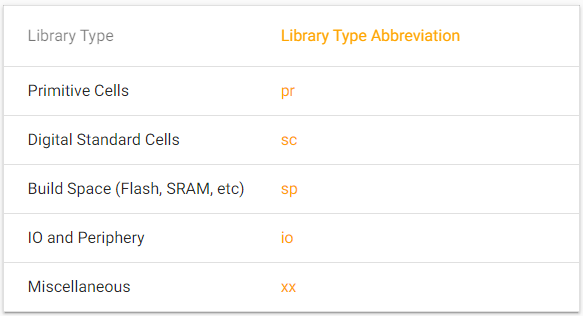 Library Type Library Type Abbreviation
Primitive Cells pr
Digital Standard Cells sc
Build Space (Flash, SRAM, etc) sp
IO and Periphery io
Miscellaneous xx